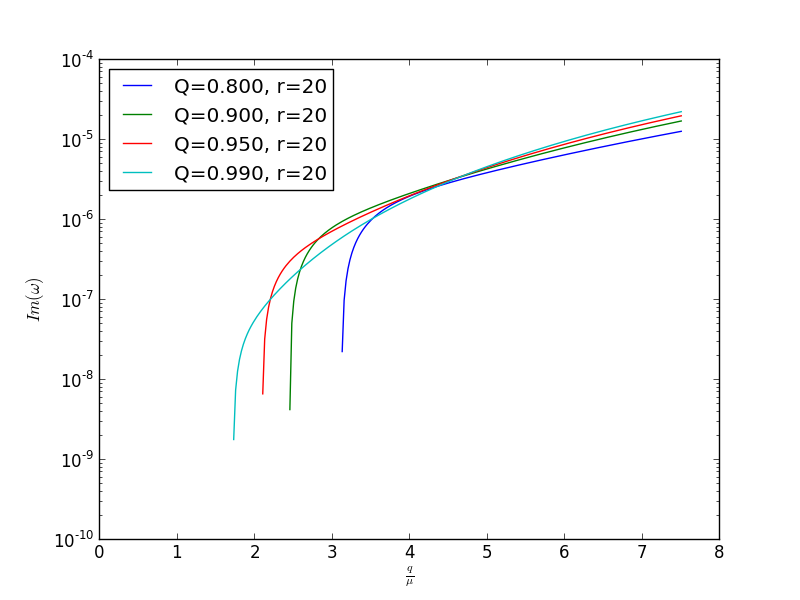 10^-4
10^-5
10^-6
10^-7
10^-8
10^-9
10^-10
Im(ω)
Q=0.800, r=20
Q=0.900, r=20
Q=0.950, r=20
Q=0.990, r=20
0 1 2 3 4 5 6 7 8
q/μ